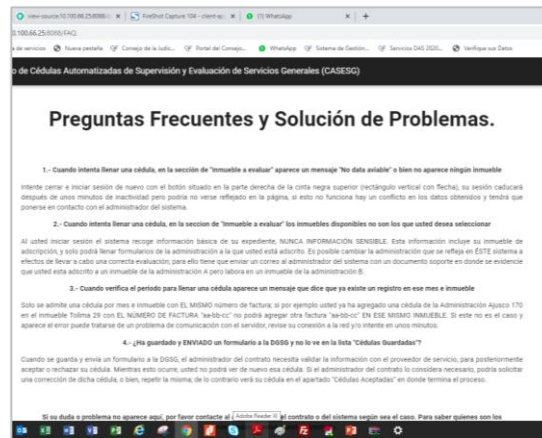 view-source:10.100.66.25:8088/
FireShot Capture 104 - client-ap
(1) WhatsApp
0.100.66.25:8088/FAQ
a de servicios
Nueva pestaña
Consejo de la Judic...
Portal del Consejo...
WhatsApp
Sistema de Gestión...
Servicios DAS 2020...
Verifique sus Datos
o de Cédulas Automatizadas de Supervisión y Evaluación de Servicios Generales (CASESG)
Preguntas Frecuentes y Solución de Problemas.
1.- Cuando intenta llenar una cédula, en la sección de "Inmueble a evaluar" aparece un mensaje "No data aviable" o bien no aparece ningún inmueble
Intente cerrar e iniciar sesión de nuevo con el botón situado en la parte derecha de la cinta negra superior (rectángulo vertical con flecha), su sesión caducará
después de unos minutos de inactividad pero podría no verse reflejado en la página, si esto no funciona hay un conflicto en los datos obtenidos y tendrá que
ponerse en contacto con el administrador del sistema.
2.- Cuando intenta llenar una cédula, en la seccion de "Inmueble a evaluar" los inmuebles disponibles no son los que usted desea seleccionar
Al usted iniciar sesión el sistema recoge información básica de su expediente, NUNCA INFORMACIÓN SENSIBLE. Esta información incluye su inmueble de
adscripción, y solo podrá llenar formularios de la administración a la que usted está adscrito. Es posible cambiar la administración que se refleja en ÉSTE sistema a
efectos de llevar a cabo una correcta evaluación; para ello tiene que enviar un correo al administrador del sistema con un documento soporte en donde se evidencie
que usted esta adscrito a un inmueble de la administración A pero labora en un inmueble de la administración B.
3.- Cuando verifica el periodo para llenar una cédula aparece un mensaje que dice que ya existe un registro en ese mes e inmueble
Solo se admite una cédula por mes e inmueble con EL MISMO número de factura; si por ejemplo usted ya ha agregado una cédula de la Administración Ajusco 170
en el inmueble Tolima 29 con EL NÚMERO DE FACTURA "aa-bb-cc" no podrá agregar otra factura "aa-bb-cc" EN ESE MISMO INMUEBLE. Si este no es el caso y
aparece el error puede tratarse de un problema de comunicación con el servidor, revise su conexión a la red y/o intente en unos minutos.
4.- ¿Ha guardado y ENVIADO un formulario a la DGSG y no lo ve en la lista "Cédulas Guardadas"?
Cuando se guarda y envía un formulario a la DGSG, el administrador del contrato necesita validar la información con el proveedor de servicio, para posteriormente
aceptar o rechazar su cédula. Mientras esto ocurre, usted no podrá ver de nuevo esa cédula. Si el administrador del contrato lo considera necesario, podría solicitar
una corrección de dicha cédula, o bien, repetir la misma; de lo contrario verá su cédula en el apartado "Cédulas Aceptadas" en donde termina el proceso.
Si su duda o problema no aparece aquí, por favor contacte al
Adobe Reader XI
el contrato o del sistema según sea el caso. Para saber quienes son los